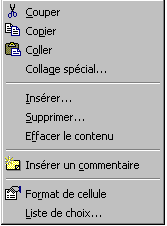 Couper
Copier
Coller
Collage spécial...
Insérer...
Supprimer...
Effacer le contenu
Insérer un commentaire
Format de cellule
Liste de choix...